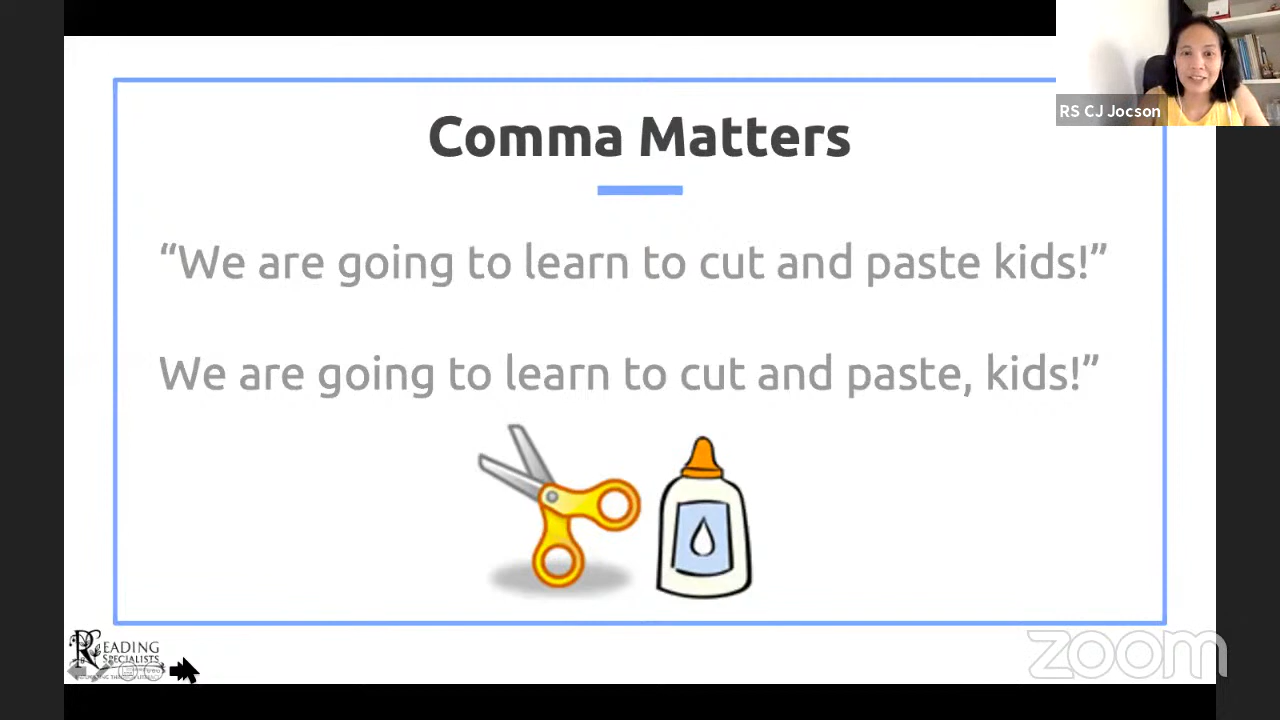 RS CJ Jocson
Comma Matters
“We are going to learn to cut and paste kids!”
We are going to learn to cut and paste, kids!”
READING
SPECIALISTS
zoom